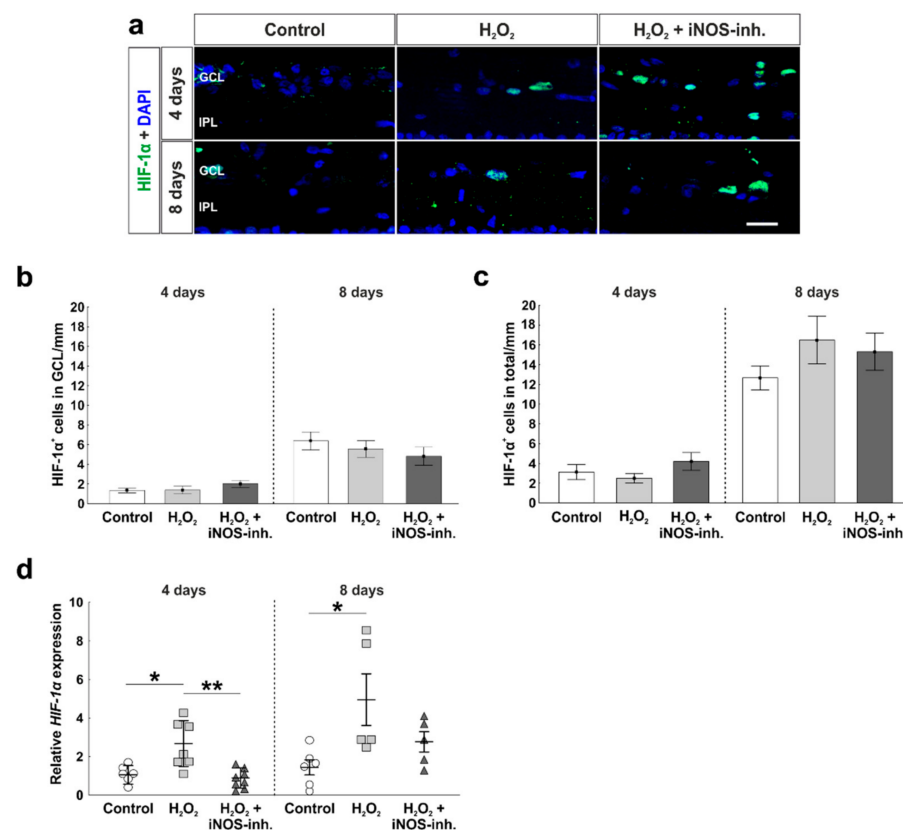 a
Control
H₂O₂
H₂O₂ + iNOS-inh.
HIF-1α + DAPI
4 days
GCL
IPL
8 days
GCL
IPL
b
4 days
8 days
HIF-1α⁺ cells in GCL/mm
20
18
16
14
12
10
8
6
4
2
0
Control
H₂O₂
H₂O₂ +
iNOS-inh.
Control
H₂O₂
H₂O₂ +
iNOS-inh.
c
4 days
8 days
HIF-1α⁺ cells in total/mm
20
18
16
14
12
10
8
6
4
2
0
Control
H₂O₂
H₂O₂ +
iNOS-inh.
Control
H₂O₂
H₂O₂ +
iNOS-inh.
d
4 days
8 days
Relative HIF-1α expression
10
8
6
4
2
0
*
**
*
Control
H₂O₂
H₂O₂ +
iNOS-inh.
Control
H₂O₂
H₂O₂ +
iNOS-inh.